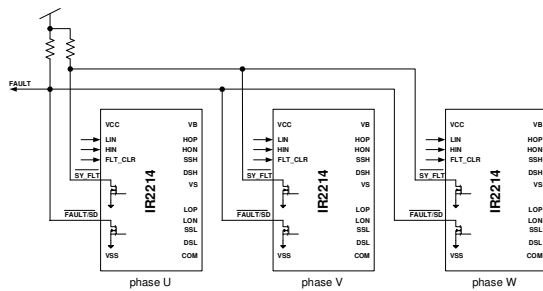 FAULT
VCC
LIN
HIN
FLT_CLR
SY_FLT
FAULT/SD
VSS
IR2214
VB
HOP
HON
SSH
DSH
VS
LOP
LON
SSL
DSL
COM
phase U
VCC
LIN
HIN
FLT_CLR
SY_FLT
FAULT/SD
VSS
IR2214
VB
HOP
HON
SSH
DSH
VS
LOP
LON
SSL
DSL
COM
phase V
VCC
LIN
HIN
FLT_CLR
SY_FLT
FAULT/SD
VSS
IR2214
VB
HOP
HON
SSH
DSH
VS
LOP
LON
SSL
DSL
COM
phase W